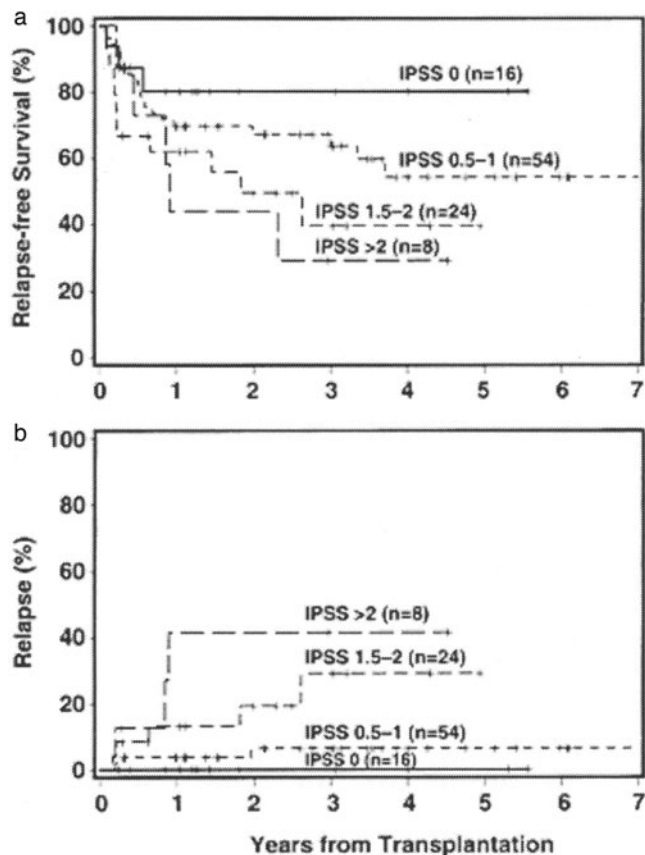 a
100
80
60
40
20
0
Relapse-free Survival (%)
IPSS 0 (n=16)
IPSS 0.5–1 (n=54)
IPSS 1.5–2 (n=24)
IPSS >2 (n=8)
0 1 2 3 4 5 6 7
b
100
80
60
40
20
0
Relapse (%)
IPSS >2 (n=8)
IPSS 1.5–2 (n=24)
IPSS 0.5–1 (n=54)
IPSS 0 (n=16)
0 1 2 3 4 5 6 7
Years from Transplantation